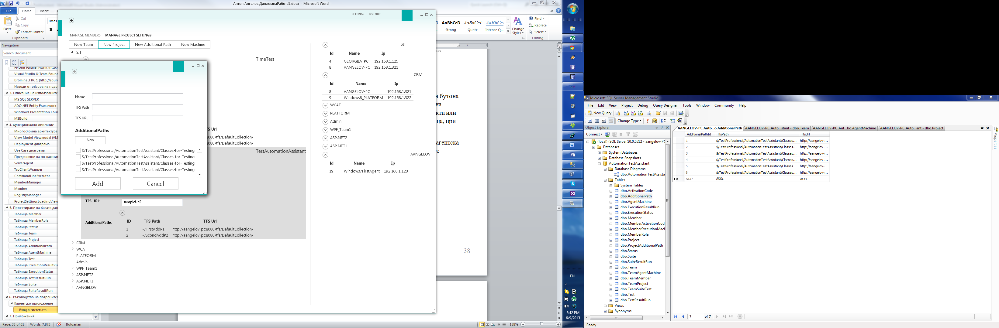 Антон.Ангелов.ДипломнаРабота1.docx - Microsoft Word
File
Home
Insert
Cut
Copy
Paste
Format Painter
Clipboard
Times
B
AaBbCcD
AaBbCcI
AaBbCcI
Strong
Quote
Intense Q...
Change Styles
Find
Replace
Select
Editing
Navigation
Search Document
PNUnit Parallel NUnit (http:/
Visual Studio & Team Found
Bromine 3 RC 1 (http://sourc
Изводи от обзора на подо
3. Описание на използваните
MS SQL SERVER
ADO.NET Entity Framework
Windows Presentation Four
MSBuild
4. Функционално описание
Многослойна архитектура
View Model Viewmodel (VM
Deployment диаграма
Use Case диаграма
Представяне на по-важнит
ServerAgent
TcpClientWrapper
CommandLineExecutor
MemberManager
Member
RegistryManager
ProjectSettingsLoadingView
5. Проектиране на базата дан
Таблица Member
Таблица MemberRole
Таблица Status
Таблица Team
Таблица Project
Таблица AdditionalPath
Таблица AgentMachine
Таблица Test
Таблица ExecutionResultRu
Таблица ExecutionStatus
Таблица TestResultRun
Таблица Suite
Таблица SuiteResultRun
6. Ръководство на потребител
Клиентско приложение
Вход в системата
7. Приложения
Page: 38 of 61
Words: 7,873
Bulgarian
128%
SETTINGS | LOG OUT
MANAGE MEMBERS
MANAGE PROJECT SETTINGS
New Team
New Project
New Additional Path
New Machine
SIT
TimeTest
Name
TFS Path
TFS URL
AdditionalPaths
New
$/TestProfessional/AutomationTestAssistant/Classes-for-Testing
$/TestProfessional/AutomationTestAssistant/Classes-for-Testing
$/TestProfessional/AutomationTestAssistant/Classes-for-Testing
$/TestProfessional/AutomationTestAssistant/Classes-for-Testing
Add
Cancel
FS Url
8080/tfs/DefaultCollection/
8080/tfs/DefaultCollection/
TestAutomationAssistant
TFS URL:
sampleUrl2
AdditionalPaths
ID TFS Path TFS Url
1 ~/FirstAddP1 http://aangelov-pc:8080/tfs/DefaultCollection/
2 ~/ScondAddP2 http://aangelov-pc:8080/tfs/DefaultCollection/
CRM
WCAT
PLATFORM
Admin
WPF_Team1
ASP.NET2
ASP.NET1
AANGELOV
SIT
Id Name Ip
4 GEORGIEV-PC 192.168.1.125
8 AANGELOV-PC 192.168.1.321
CRM
Id Name Ip
8 AANGELOV-PC 192.168.1.321
9 Windows8_PLATFORM 192.168.1.322
WCAT
PLATFORM
Admin
WPF_Team1
ASP.NET2
ASP.NET1
AANGELOV
Id Name Ip
19 Windows7FirstAgent 192.168.1.120
а бутона
на
кти или
ца, при
агентска
се
38
EN
6:42 PM
6/9/2013
Microsoft SQL Server Management Studio
File Edit View Project Debug Query Designer Tools Window Community Help
New Query
Change Type
Object Explorer
Connect
(local) (SQL Server 10.0.5512 - aangelov-PC
Databases
System Databases
Database Snapshots
AutomationTestAssistant
Database Diagrams
dbo.AutomationTestAssista
Tables
System Tables
dbo.ActivationCode
dbo.AdditionalPath
dbo.AgentMachine
dbo.ExecutionResultRun
dbo.ExecutionStatus
dbo.Member
dbo.MemberActivationCod
dbo.MemberExecutionMach
dbo.MemberRole
dbo.Project
dbo.ProjectAdditionalPath
dbo.Status
dbo.Suite
dbo.SuiteResultRun
dbo.Team
dbo.TeamAgentMachine
dbo.TeamMember
dbo.TeamProject
dbo.TeamSuiteTest
dbo.Test
dbo.TestResultRun
Views
Synonyms
AANGELOV-PC.Auto...o.AdditionalPath
AANGELOV-PC.Auto...stant - dbo.Team
AANGELOV-PC.Aut...bo.AgentMachine
AANGELOV-PC.Auto...ant - dbo.Project
AdditionalPathId TfsPath TfsUrl
1 $/TestProfessional/AutomationTestAssistant/Classes... http://aangelov-...
2 $/TestProfessional/AutomationTestAssistant/Classes... http://aangelov-...
3 $/TestProfessional/AutomationTestAssistant/Classes... http://aangelov-...
4 $/TestProfessional/AutomationTestAssistant/Classes... http://aangelov-...
5 $/TestProfessional/AutomationTestAssistant/Classes... http://aangelov-...
6 $/TestProfessional/AutomationTestAssistant/Classes... http://aangelov-...
NULL NULL NULL
7 of 7
Properties
Ready